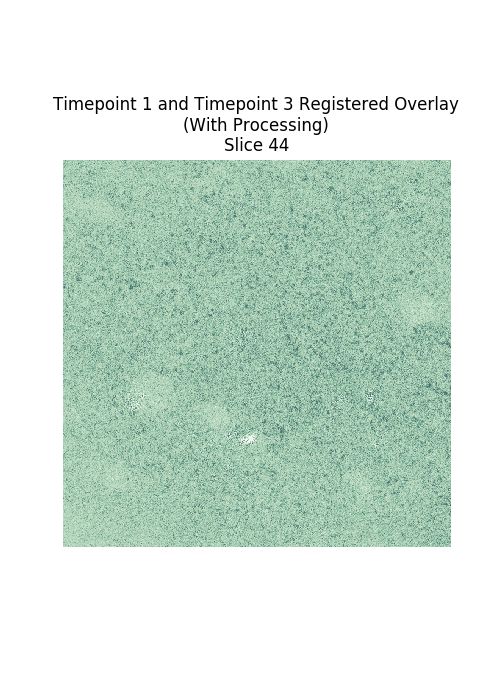 Timepoint 1 and Timepoint 3 Registered Overlay
(With Processing)
Slice 44